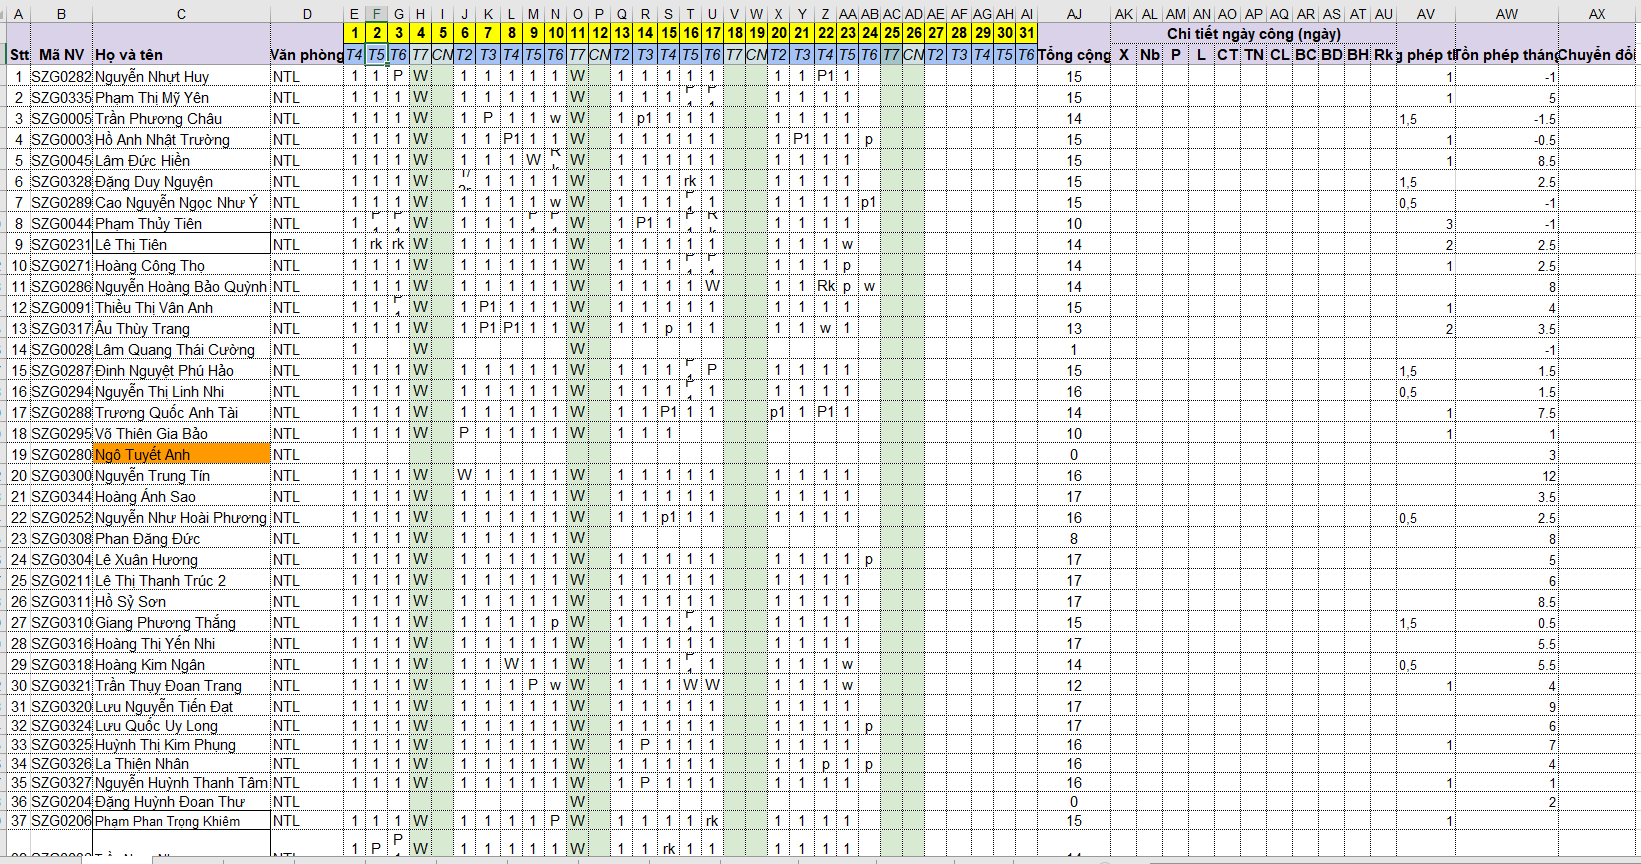 A B C D E F G H I J K L M N O P Q R S T U V W X Y Z AA AB AC AD AE AF AG AH AI AJ AK AL AM AN AO AP AQ AR AS AT AU AV AW AX
1 2 3 4 5 6 7 8 9 10 11 12 13 14 15 16 17 18 19 20 21 22 23 24 25 26 27 28 29 30 31 Chi tiết ngày công (ngày)
Stt Mã NV Họ và tên Văn phòng T4 T5 T6 T7 CN T2 T3 T4 T5 T6 T7 CN T2 T3 T4 T5 T6 T7 CN T2 T3 T4 T5 T6 T7 CN T2 T3 T4 T5 T6 Tổng cộng X Nb P L CT TN CL BC BD BH Rk phép Tồn phép tháng Chuyển đổi
1 SZG0282 Nguyễn Nhựt Huy NTL 1 1 P W 1 1 1 1 1 W 1 1 1 1 1 1 1 P1 1 15 1 -1
2 SZG0335 Phạm Thị Mỹ Yên NTL 1 1 1 W 1 1 1 1 1 W 1 1 1 P1 P1 1 1 1 1 15 1 5
3 SZG0005 Trần Phương Châu NTL 1 1 1 W 1 P 1 1 w W 1 p1 1 1 1 1 1 1 1 14 1,5 -1.5
4 SZG0003 Hồ Anh Nhật Trường NTL 1 1 1 W 1 1 P1 1 1 W 1 1 1 1 1 1 P1 1 1 p 15 1 -0.5
5 SZG0045 Lâm Đức Hiền NTL 1 1 1 W 1 1 1 W Rk W 1 1 1 1 1 1 1 1 1 15 1 8.5
6 SZG0328 Đặng Duy Nguyện NTL 1 1 1 W 1 1 1 1 W 1 1 1 rk 1 1 1 1 1 15 1,5 2.5
7 SZG0289 Cao Nguyễn Ngọc Như Ý NTL 1 1 1 W 1 1 1 1 w W 1 1 1 P1 1 1 1 1 1 p1 15 0,5 -1
8 SZG0044 Phạm Thủy Tiên NTL 1 P1 P1 W 1 1 1 P1 P1 W 1 P1 1 P1 Rk 1 1 1 1 10 3 -1
9 SZG0231 Lê Thị Tiên NTL 1 rk rk W 1 1 1 1 1 W 1 1 1 1 1 1 1 1 w 14 2 2.5
10 SZG0271 Hoàng Công Thọ NTL 1 1 1 W 1 1 1 1 1 W 1 1 1 P1 P1 1 1 1 p 14 1 2.5
11 SZG0286 Nguyễn Hoàng Bảo Quỳnh NTL 1 1 1 W 1 1 1 1 1 W 1 1 1 1 W 1 1 Rk p w 14 8
12 SZG0091 Thiều Thị Vân Anh NTL 1 1 P1 W 1 P1 1 1 1 W 1 1 1 1 1 1 1 1 1 15 1 4
13 SZG0317 Âu Thùy Trang NTL 1 1 1 W 1 P1 P1 1 1 W 1 1 p 1 1 1 1 w 1 13 2 3.5
14 SZG0028 Lâm Quang Thái Cường NTL 1 W W 1 -1
15 SZG0287 Đinh Nguyệt Phú Hảo NTL 1 1 1 W 1 1 1 1 1 W 1 1 1 P1 P 1 1 1 1 15 1,5 1.5
16 SZG0294 Nguyễn Thị Linh Nhi NTL 1 1 1 W 1 1 1 1 1 W 1 1 1 P1 1 1 1 1 1 16 0,5 1.5
17 SZG0288 Trương Quốc Anh Tài NTL 1 1 1 W 1 1 1 1 1 W 1 1 P1 1 1 p1 1 P1 1 14 1 7.5
18 SZG0295 Võ Thiên Gia Bảo NTL 1 1 1 W P 1 1 1 1 W 1 1 1 10 1 1
19 SZG0280 Ngô Tuyết Anh NTL 0 3
20 SZG0300 Nguyễn Trung Tín NTL 1 1 1 W W 1 1 1 1 W 1 1 1 1 1 1 1 1 1 16 12
21 SZG0344 Hoàng Ánh Sao NTL 1 1 1 W 1 1 1 1 1 W 1 1 1 1 1 1 1 1 1 17 3.5
22 SZG0252 Nguyễn Như Hoài Phương NTL 1 1 1 W 1 1 1 1 1 W 1 1 p1 1 1 1 1 1 1 16 0,5 2.5
23 SZG0308 Phan Đăng Đức NTL 1 1 1 W 1 1 1 1 1 W 8 8
24 SZG0304 Lê Xuân Hương NTL 1 1 1 W 1 1 1 1 1 W 1 1 1 1 1 1 1 1 1 p 17 5
25 SZG0211 Lê Thị Thanh Trúc 2 NTL 1 1 1 W 1 1 1 1 1 W 1 1 1 1 1 1 1 1 1 17 6
26 SZG0311 Hồ Sỷ Sơn NTL 1 1 1 W 1 1 1 1 1 W 1 1 1 1 1 1 1 1 1 17 8.5
27 SZG0310 Giang Phương Thắng NTL 1 1 1 W 1 1 1 1 p W 1 1 1 P1 1 1 1 1 1 15 1,5 0.5
28 SZG0316 Hoàng Thị Yến Nhi NTL 1 1 1 W 1 1 1 1 1 W 1 1 1 1 1 1 1 1 1 17 5.5
29 SZG0318 Hoàng Kim Ngân NTL 1 1 1 W 1 1 W 1 1 W 1 1 1 P1 1 1 1 1 w 14 0,5 5.5
30 SZG0321 Trần Thụy Đoan Trang NTL 1 1 1 W 1 1 1 P w W 1 1 1 W W 1 1 1 w 12 1 4
31 SZG0320 Lưu Nguyễn Tiến Đạt NTL 1 1 1 W 1 1 1 1 1 W 1 1 1 1 1 1 1 1 1 17 9
32 SZG0324 Lưu Quốc Uy Long NTL 1 1 1 W 1 1 1 1 1 W 1 1 1 1 1 1 1 1 1 p 17 6
33 SZG0325 Huỳnh Thị Kim Phụng NTL 1 1 1 W 1 1 1 1 1 W 1 P 1 1 1 1 1 1 1 16 1 7
34 SZG0326 La Thiện Nhân NTL 1 1 1 W 1 1 1 1 1 W 1 1 1 1 1 1 1 p 1 p 16 4
35 SZG0327 Nguyễn Huỳnh Thanh Tâm NTL 1 1 1 W 1 1 1 1 1 W 1 P 1 1 1 1 1 1 1 16 1 1
36 SZG0204 Đặng Huỳnh Đoan Thư NTL W 0 2
37 SZG0206 Phạm Phan Trọng Khiêm NTL 1 1 1 W 1 1 1 1 P W 1 1 1 1 rk 1 1 1 1 15 1
NTL 1 P P1 W 1 1 1 1 1 W 1 1 rk 1 1 1 1 1 1